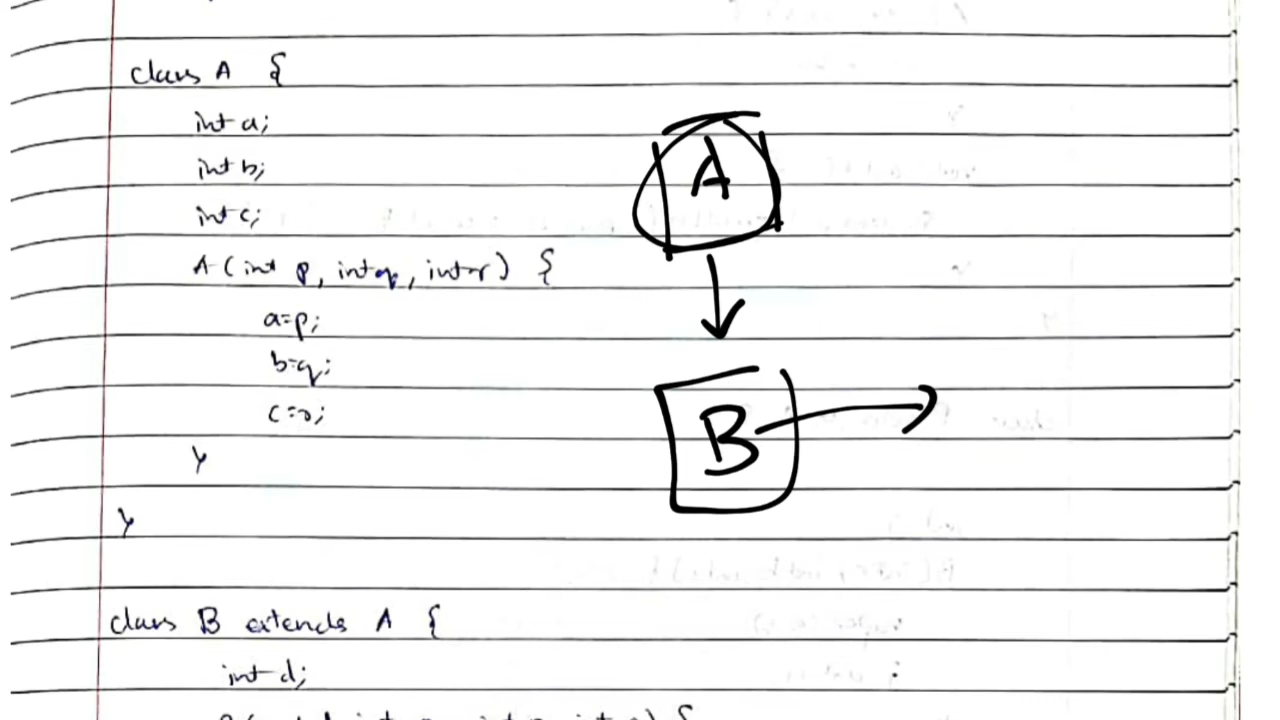 class A {
int a;
int b;
int c;
A (int p, int q, int r) {
a=p;
b=q;
c=r;
}
}
A
B
class B extends A {
int d;